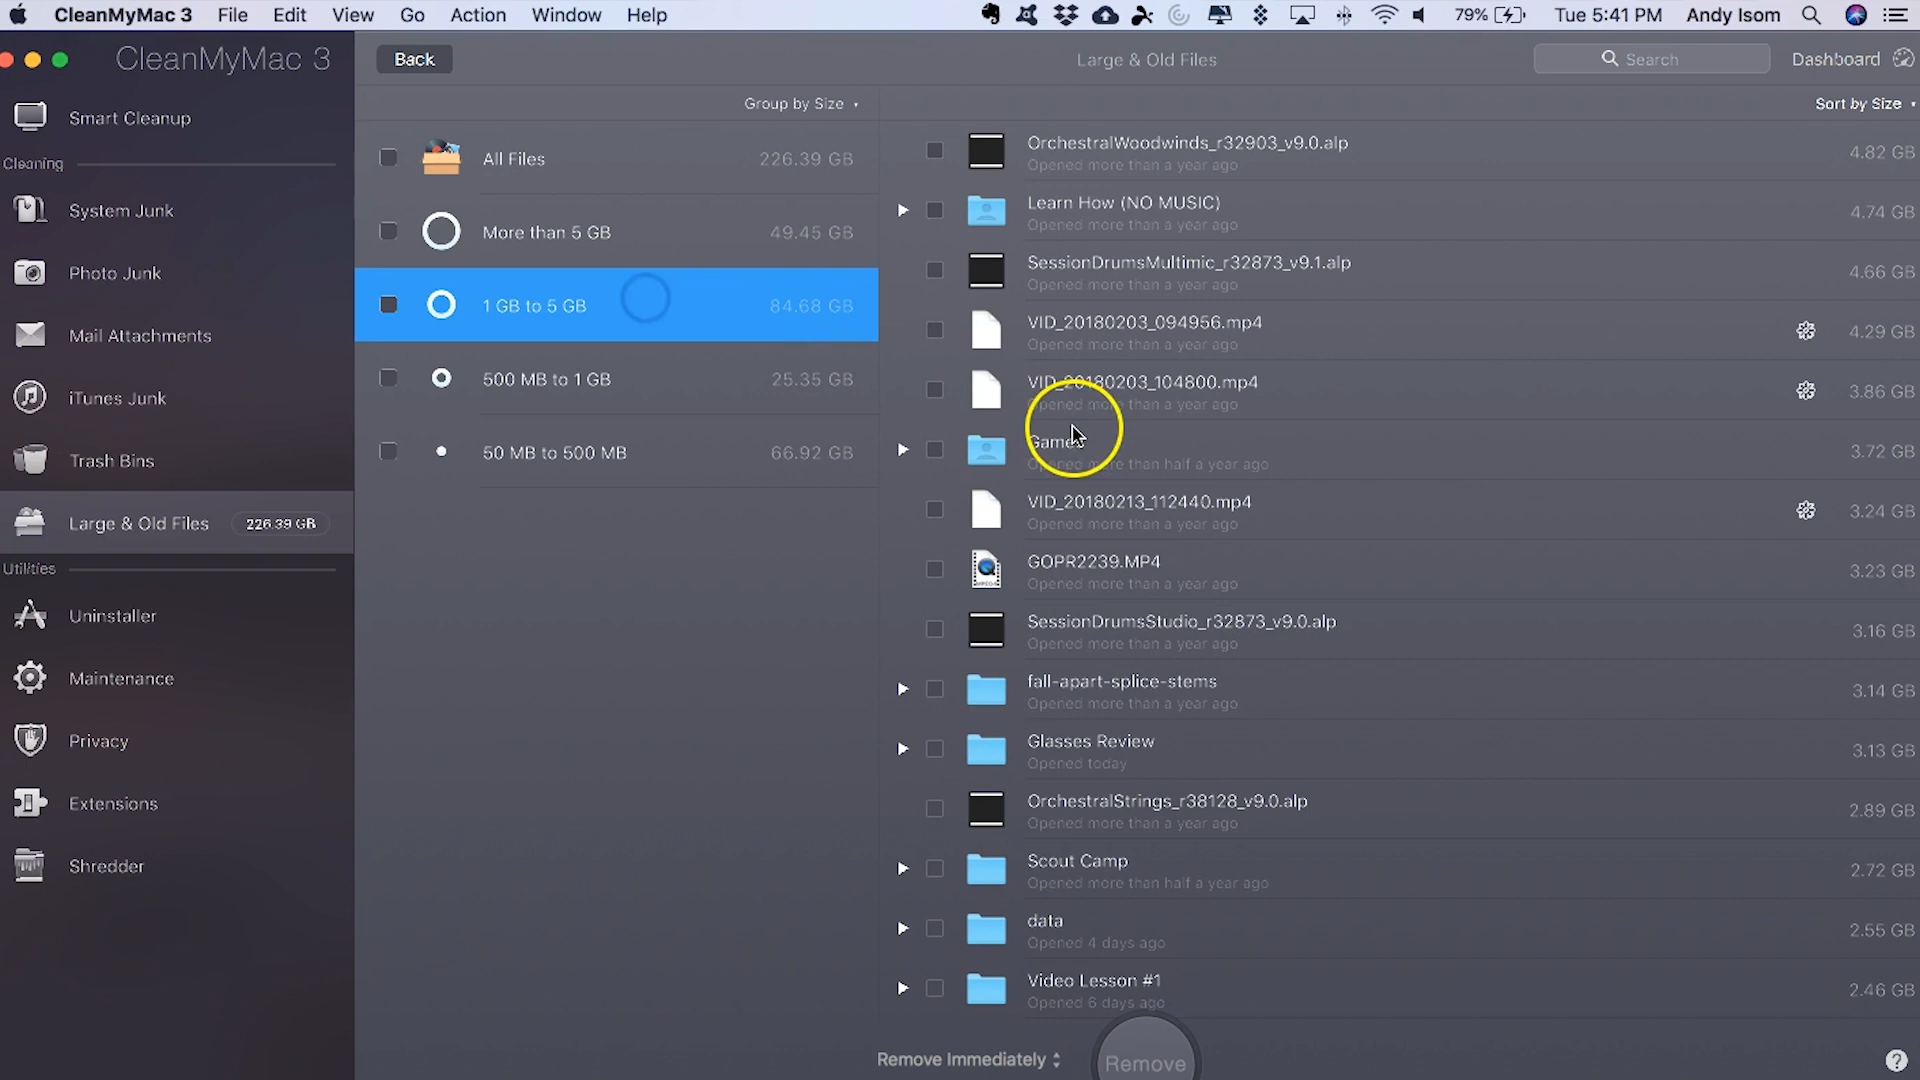 CleanMyMac 3 File Edit View Go Action Window Help 79% Tue 5:41 PM Andy Isom
CleanMyMac 3
Smart Cleanup
Cleaning
System Junk
Photo Junk
Mail Attachments
iTunes Junk
Trash Bins
Large & Old Files 226.39 GB
Utilities
Uninstaller
Maintenance
Privacy
Extensions
Shredder
Back
Large & Old Files
Search
Dashboard
Group by Size
Sort by Size
All Files 226.39 GB
More than 5 GB 49.45 GB
1 GB to 5 GB 84.68 GB
500 MB to 1 GB 25.35 GB
50 MB to 500 MB 66.92 GB
OrchestralWoodwinds_r32903_v9.0.alp 4.82 GB
Opened more than a year ago
Learn How (NO MUSIC) 4.74 GB
Opened more than a year ago
SessionDrumsMultimic_r32873_v9.1.alp 4.66 GB
Opened more than a year ago
VID_20180203_094956.mp4 4.29 GB
Opened more than a year ago
VID_20180203_104800.mp4 3.86 GB
Opened more than a year ago
Games 3.72 GB
Opened more than half a year ago
VID_20180213_112440.mp4 3.24 GB
Opened more than a year ago
GOPR2239.MP4 3.23 GB
Opened more than a year ago
SessionDrumsStudio_r32873_v9.0.alp 3.16 GB
Opened more than a year ago
fall-apart-splice-stems 3.14 GB
Opened more than a year ago
Glasses Review 3.13 GB
Opened today
OrchestralStrings_r38128_v9.0.alp 2.89 GB
Opened more than a year ago
Scout Camp 2.72 GB
Opened more than half a year ago
data 2.55 GB
Opened 4 days ago
Video Lesson #1 2.46 GB
Opened 6 days ago
Remove Immediately
Remove
?